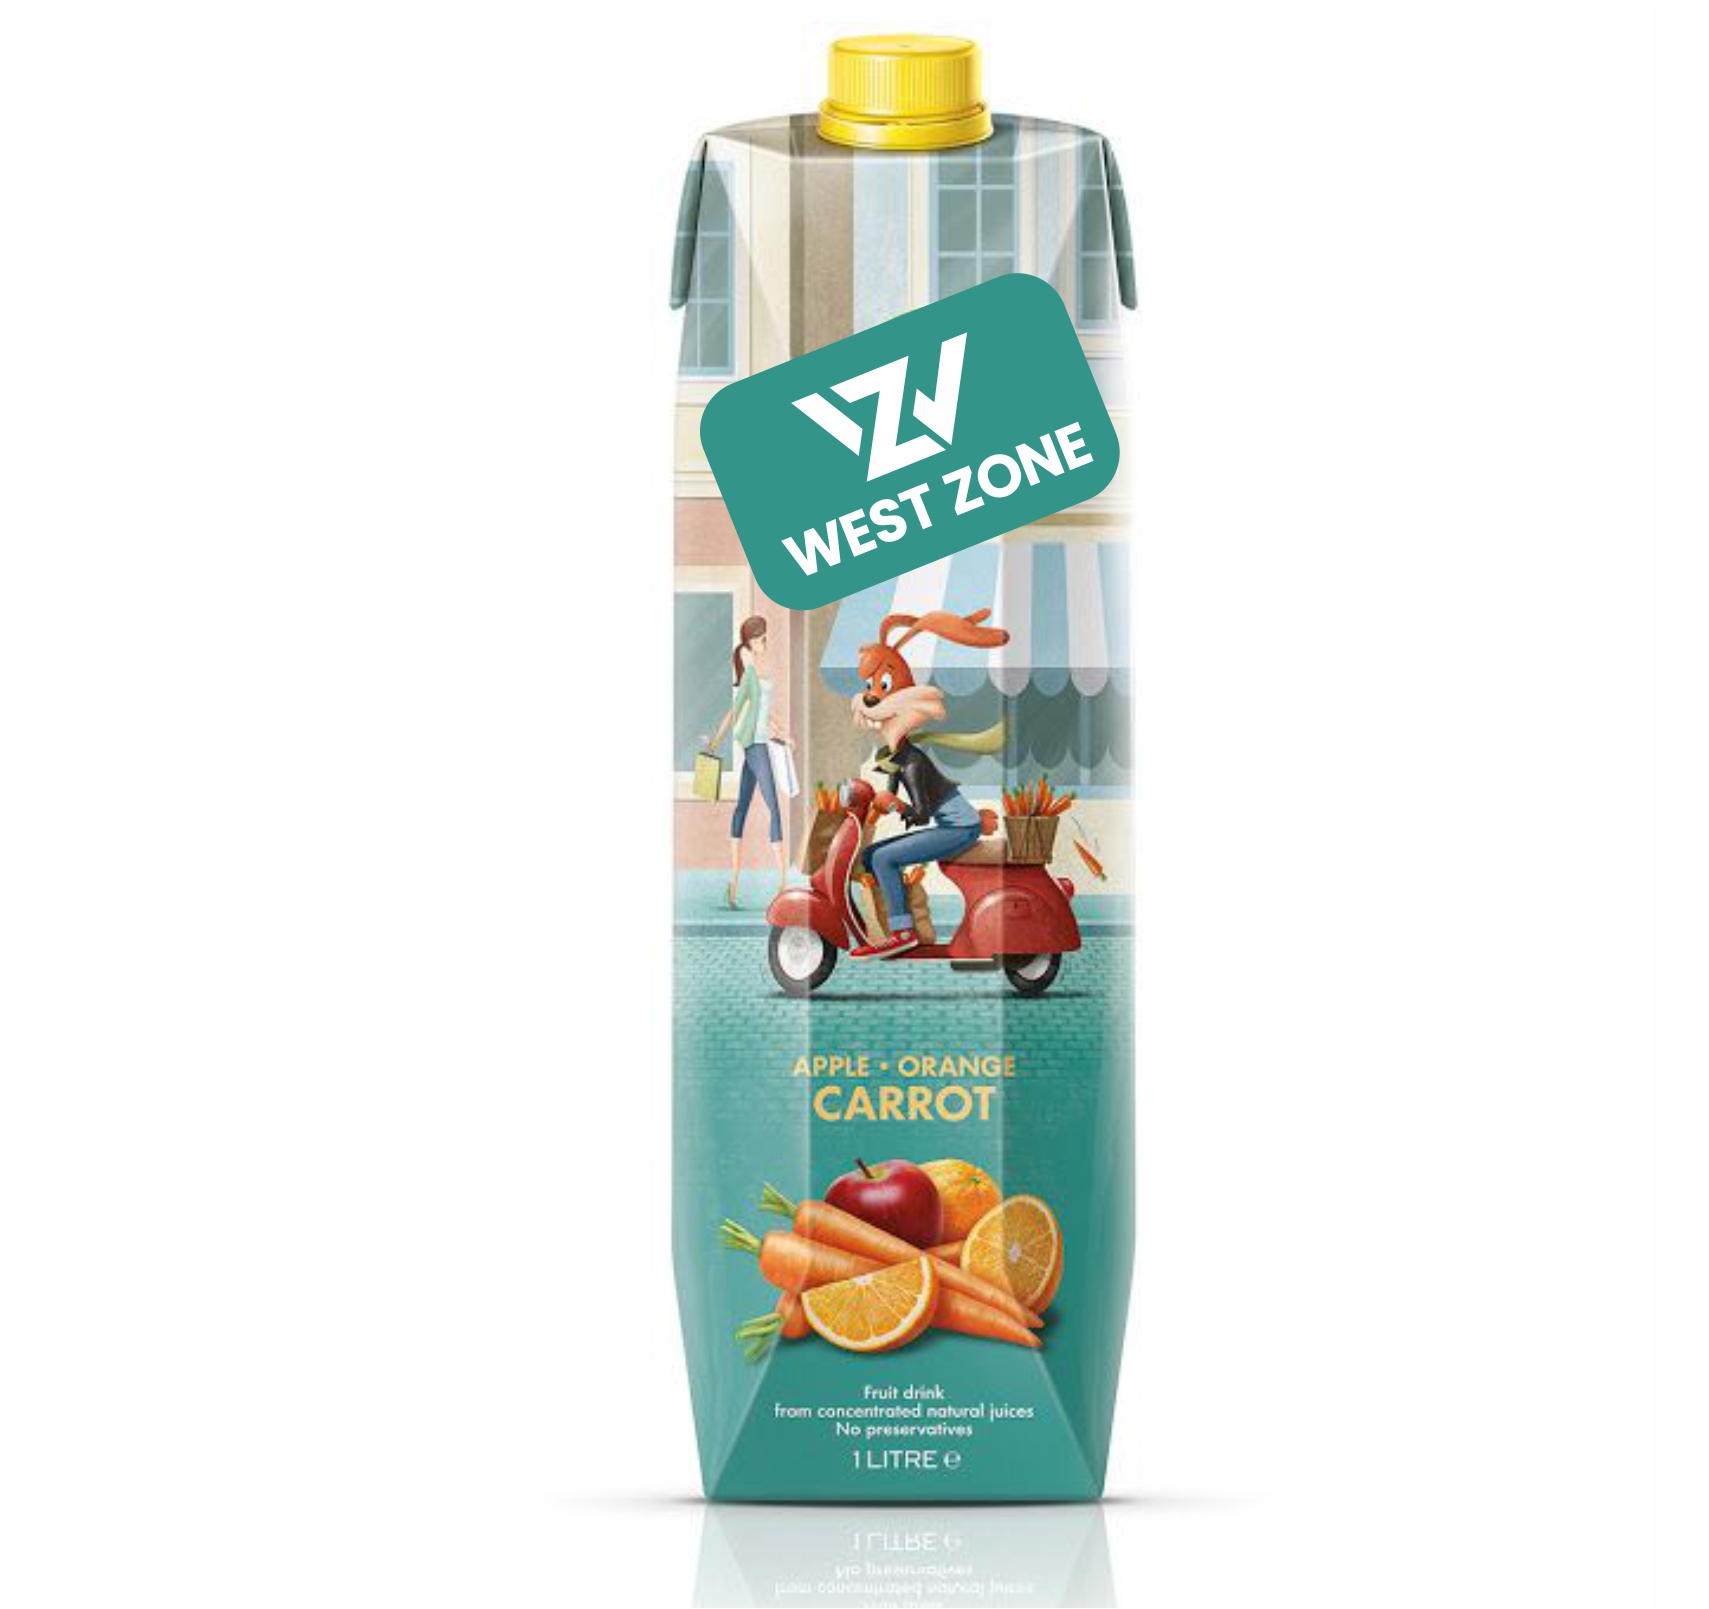 WEST ZONE
APPLE • ORANGE
CARROT
Fruit drink
from concentrated natural juices
No preservatives
1 LITRE ℮